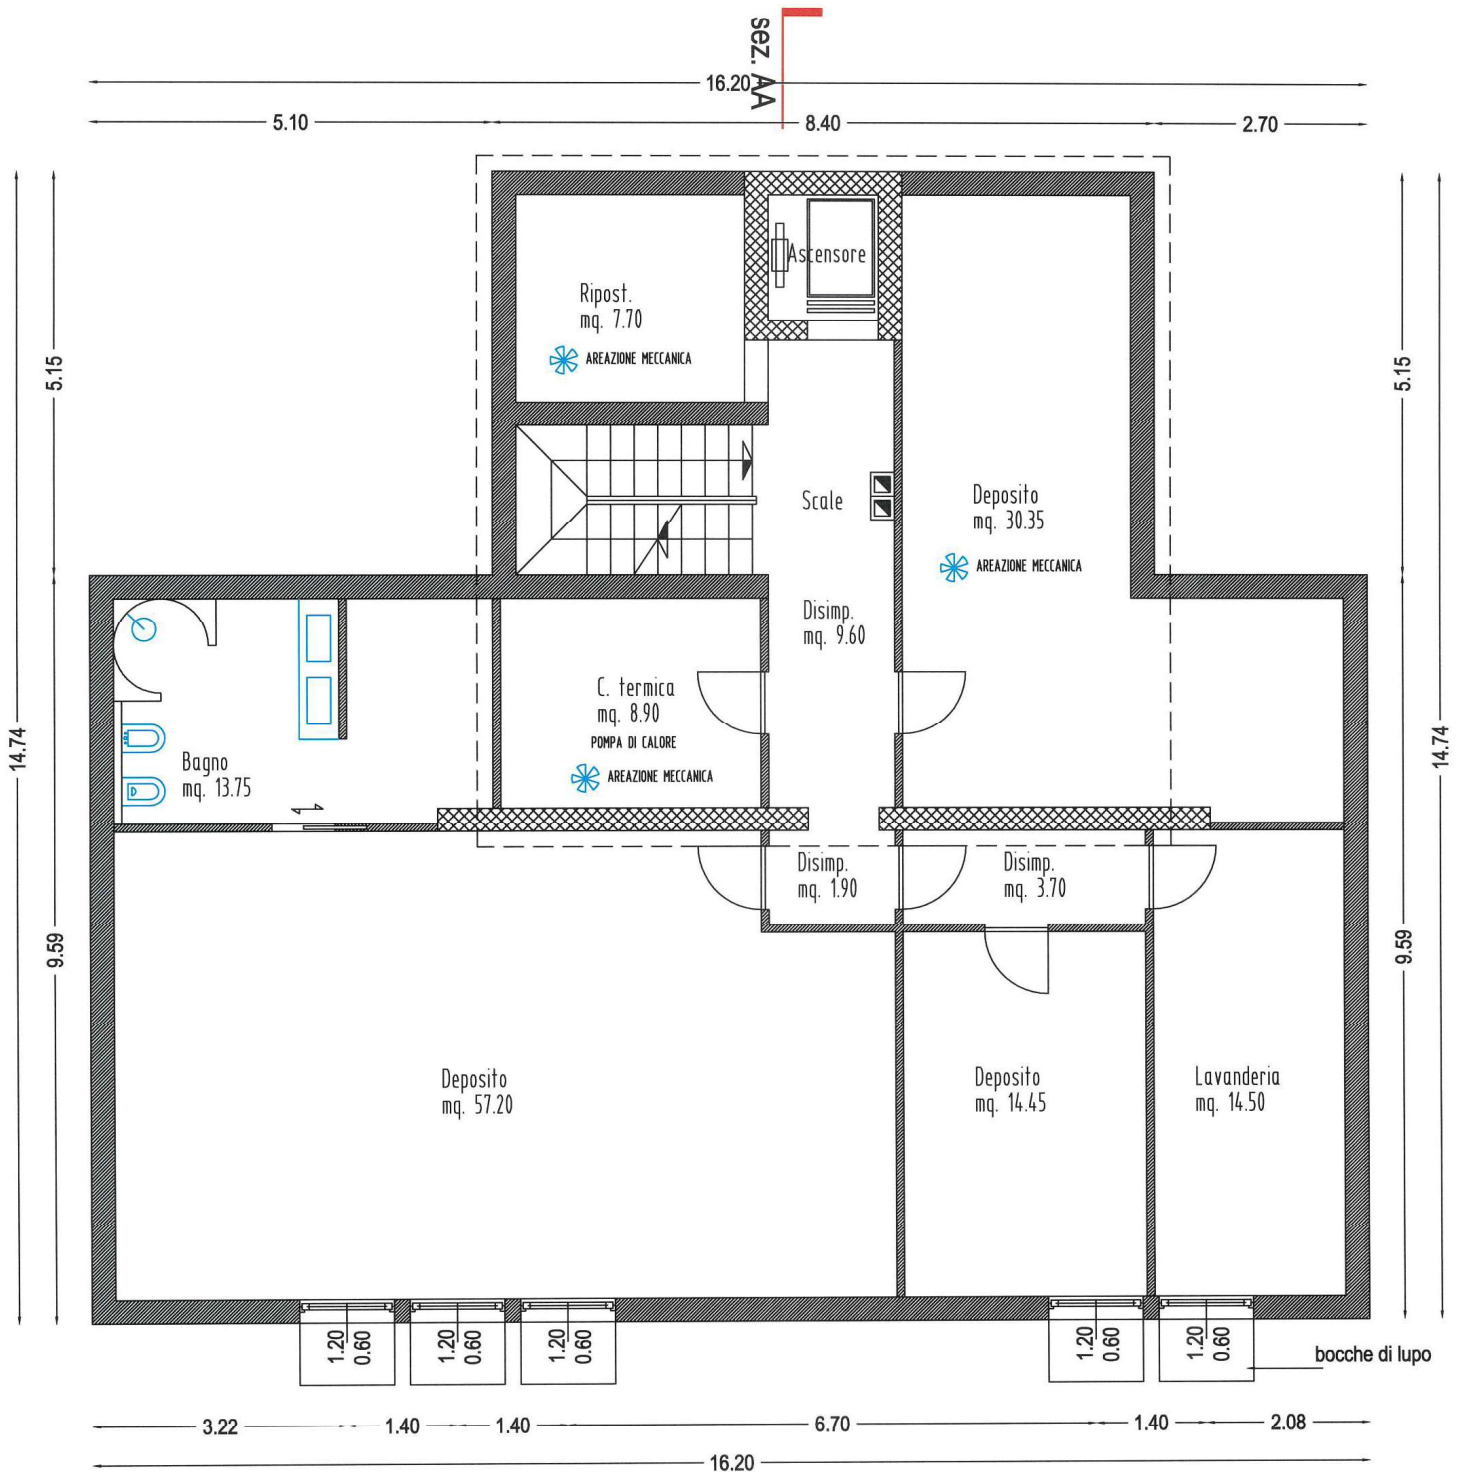 sez. AA
16.20
5.10
8.40
2.70
Ascensore
Ripost.
mq. 7.70
AREAZIONE MECCANICA
5.15
5.15
Scale
Deposito
mq. 30.35
AREAZIONE MECCANICA
Disimp.
mq. 9.60
C. termica
mq. 8.90
POMPA DI CALORE
AREAZIONE MECCANICA
Bagno
mq. 13.75
14.74
14.74
Disimp.
mq. 1.90
Disimp.
mq. 3.70
9.59
9.59
Deposito
mq. 57.20
Deposito
mq. 14.45
Lavanderia
mq. 14.50
1.20
0.60
1.20
0.60
1.20
0.60
1.20
0.60
1.20
0.60
bocche di lupo
3.22
1.40
1.40
6.70
1.40
2.08
16.20